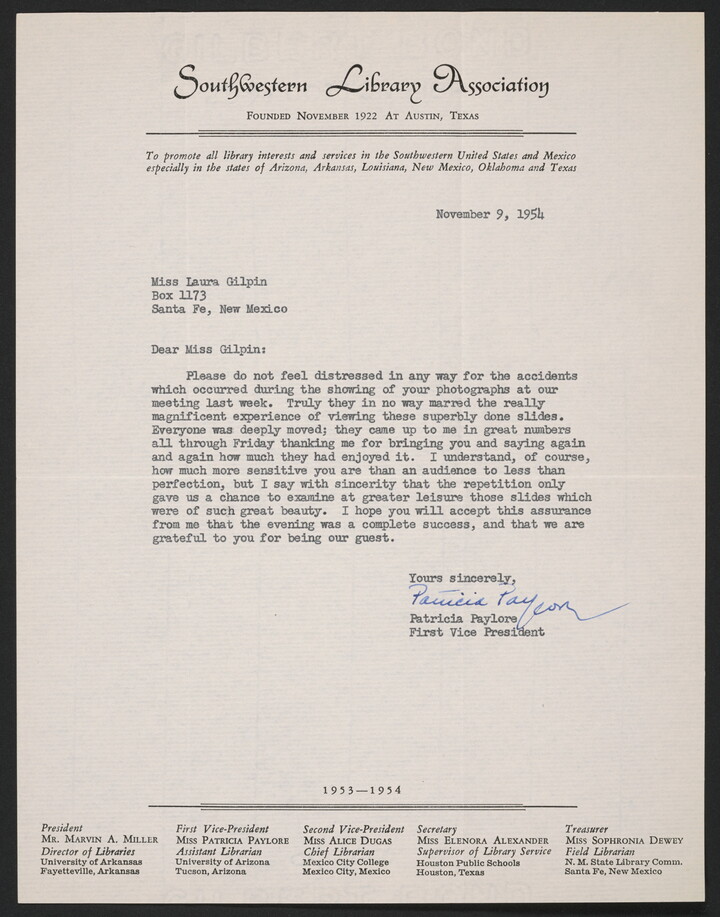 Southwestern Library Association
Founded November 1922 At Austin, Texas
To promote all library interests and services in the Southwestern United States and Mexico
especially in the states of Arizona, Arkansas, Louisiana, New Mexico, Oklahoma and Texas
November 9, 1954
Miss Laura Gilpin
Box 1173
Santa Fe, New Mexico
Dear Miss Gilpin:
Please do not feel distressed in any way for the accidents
which occurred during the showing of your photographs at our
meeting last week. Truly they in no way marred the really
magnificent experience of viewing these superbly done slides.
Everyone was deeply moved; they came up to me in great numbers
all through Friday thanking me for bringing you and saying again
and again how much they had enjoyed it. I understand, of course,
how much more sensitive you are than an audience to less than
perfection, but I say with sincerity that the repetition only
gave us a chance to examine at greater leisure those slides which
were of such great beauty. I hope you will accept this assurance
from me that the evening was a complete success, and that we are
grateful to you for being our guest.
Yours sincerely,
Patricia Paylore
Patricia Paylore
First Vice President
1953—1954
President
Mr. Marvin A. Miller
Director of Libraries
University of Arkansas
Fayetteville, Arkansas
First Vice-President
Miss Patricia Paylore
Assistant Librarian
University of Arizona
Tucson, Arizona
Second Vice-President
Miss Alice Dugas
Chief Librarian
Mexico City College
Mexico City, Mexico
Secretary
Miss Elenora Alexander
Supervisor of Library Service
Houston Public Schools
Houston, Texas
Treasurer
Miss Sophronia Dewey
Field Librarian
N. M. State Library Comm.
Santa Fe, New Mexico